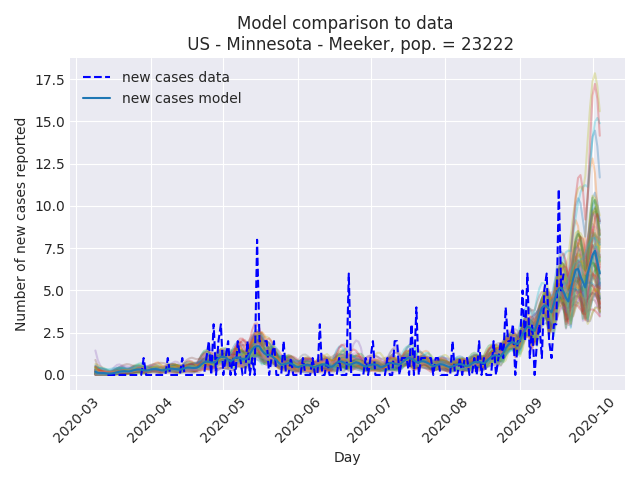 Model comparison to data
US - Minnesota - Meeker, pop. = 23222
new cases data
new cases model
Number of new cases reported
17.5
15.0
12.5
10.0
7.5
5.0
2.5
0.0
2020-03
2020-04
2020-05
2020-06
2020-07
2020-08
2020-09
2020-10
Day